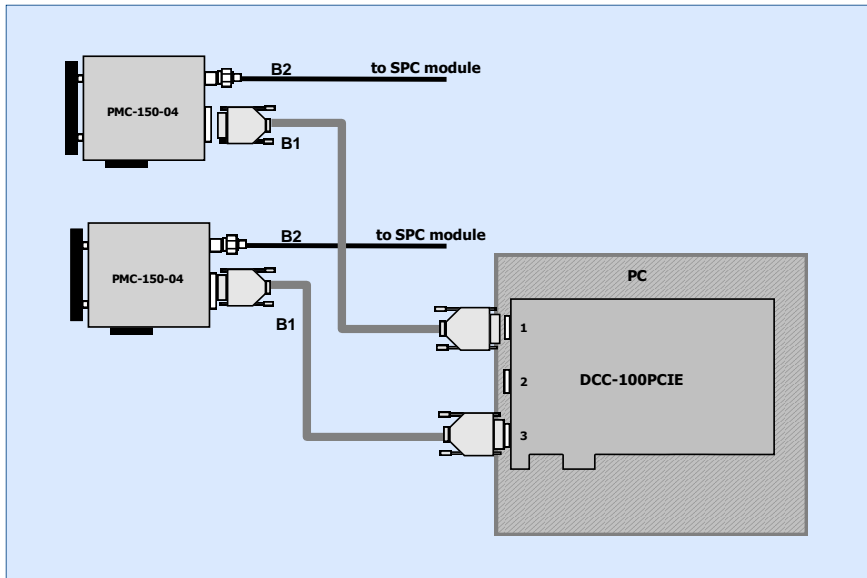 B2
to SPC module
PMC-150-04
B1
B2
to SPC module
PMC-150-04
B1
PC
1
2
DCC-100PCIE
3